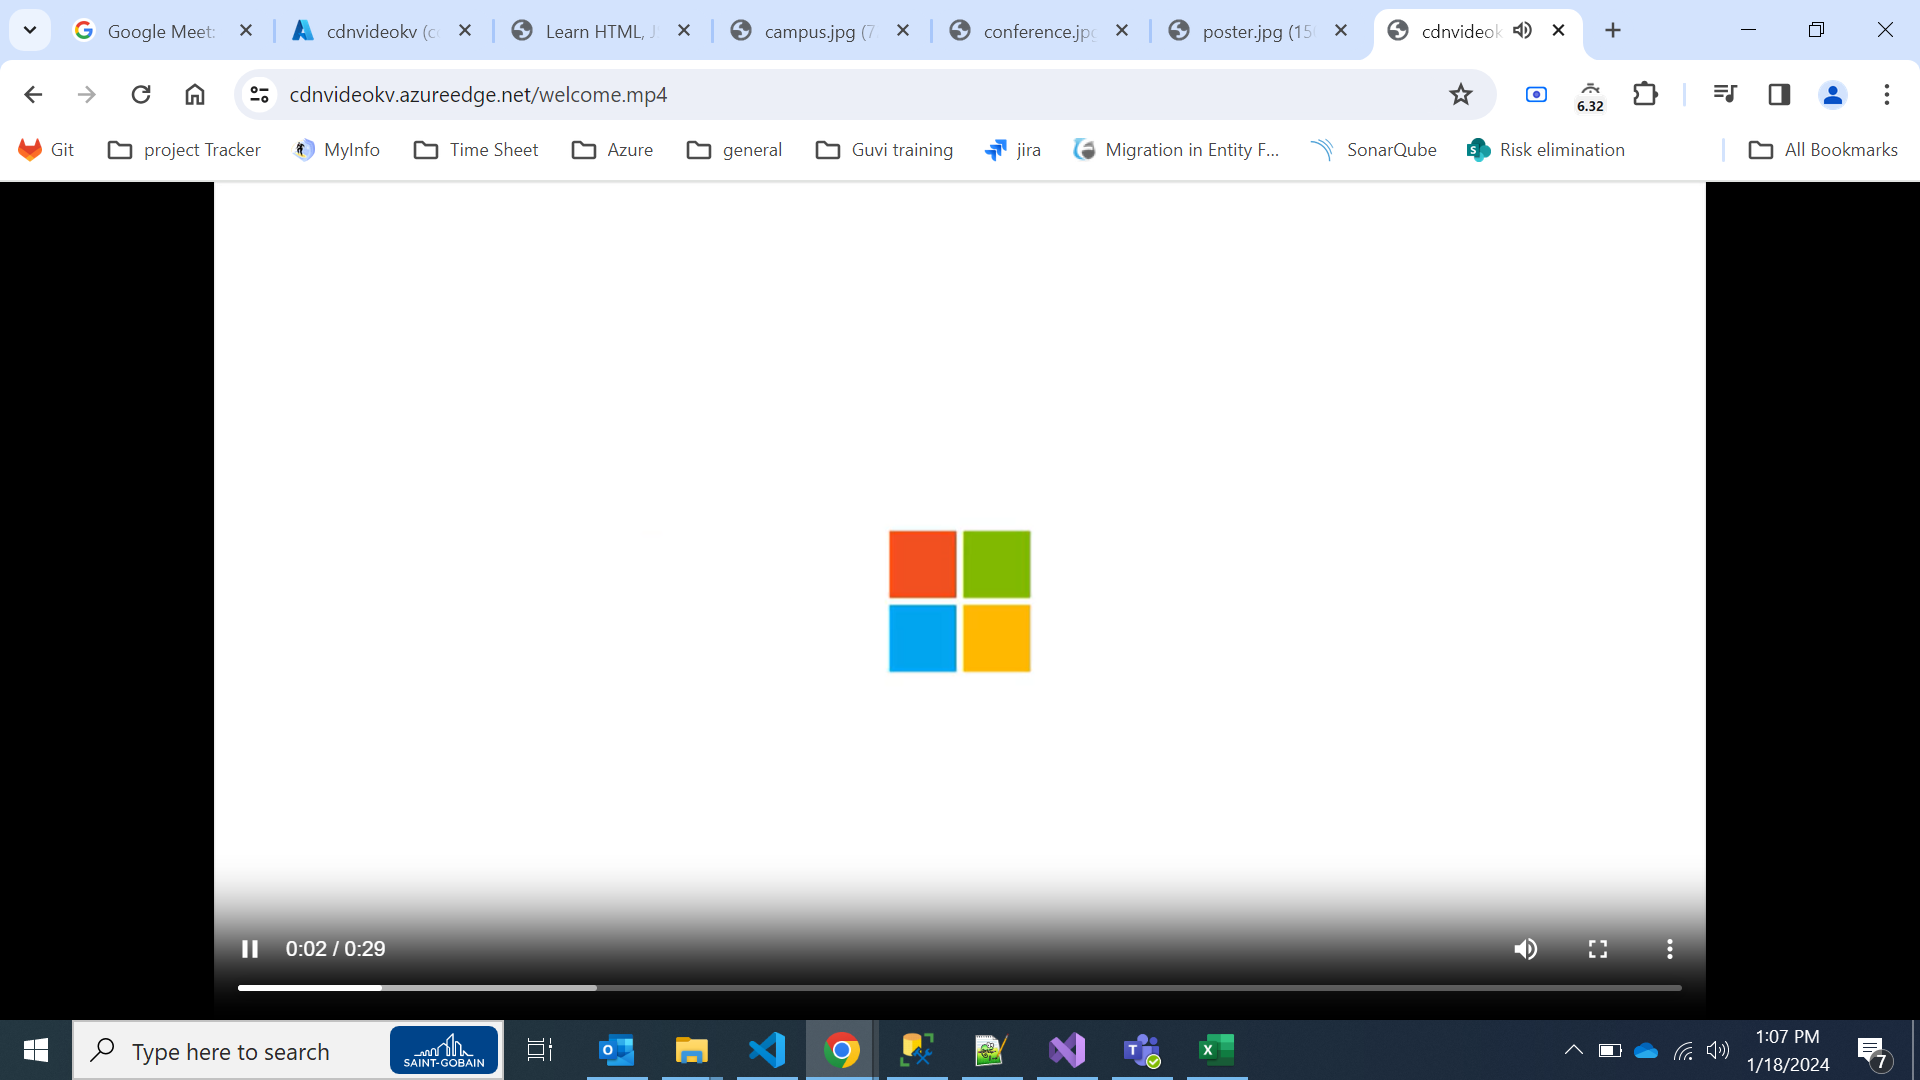 Google Meet:
cdnvideokv (co
Learn HTML, JS
campus.jpg (7
conference.jpg
poster.jpg (15
cdnvideok
cdnvideokv.azureedge.net/welcome.mp4
6.32
Git
project Tracker
MyInfo
Time Sheet
Azure
general
Guvi training
jira
Migration in Entity F...
SonarQube
Risk elimination
All Bookmarks
0:02 / 0:29
Type here to search
SAINT-GOBAIN
1:07 PM
1/18/2024
7